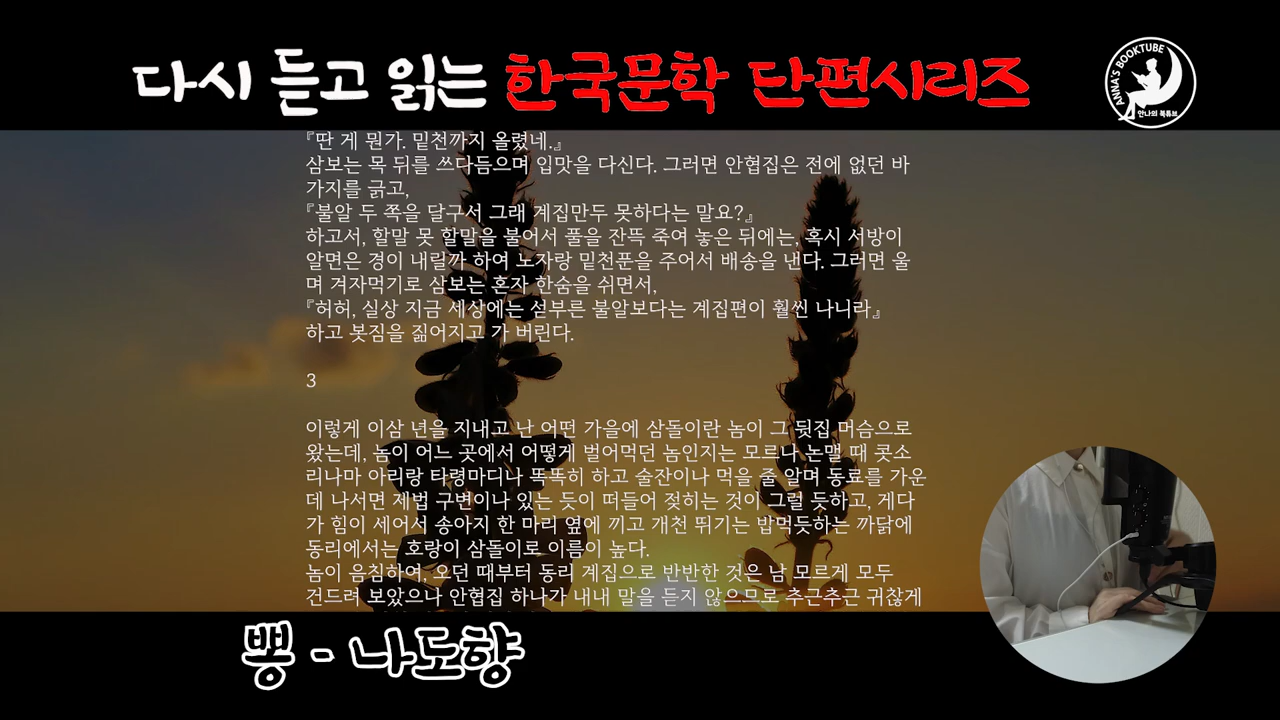 다시 듣고 읽는 한국문학 단편시리즈
ANNA'S BOOKTUBE
안나의 북튜브
『딴 게 뭔가. 밑천까지 올렸네.』
삼보는 목 뒤를 쓰다듬으며 입맛을 다신다. 그러면 안협집은 전에 없던 바
가지를 긁고,
『불알 두 쪽을 달구서 그래 계집만두 못하다는 말요?』
하고서, 할말 못 할말을 불어서 풀을 잔뜩 죽여 놓은 뒤에는, 혹시 서방이
알면은 경이 내릴까 하여 노자랑 밑천푼을 주어서 배송을 낸다. 그러면 울
며 겨자먹기로 삼보는 혼자 한숨을 쉬면서,
『허허, 실상 지금 세상에는 섣부른 불알보다는 계집편이 훨씬 나니라』
하고 봇짐을 짊어지고 가 버린다.
3
이렇게 이삼 년을 지내고 난 어떤 가을에 삼돌이란 놈이 그 뒷집 머슴으로
왔는데, 놈이 어느 곳에서 어떻게 벌어먹던 놈인지는 모르나 논맬 때 콧소
리나마 아리랑 타령마디나 똑똑히 하고 술잔이나 먹을 줄 알며 동료를 가운
데 나서면 제법 구변이나 있는 듯이 떠들어 젖히는 것이 그럴 듯하고, 게다
가 힘이 세어서 송아지 한 마리 옆에 끼고 개천 뛰기는 밥먹듯하는 까닭에
동리에서는 호랑이 삼돌이로 이름이 높다.
놈이 음침하여, 오던 때부터 동리 계집으로 반반한 것은 남 모르게 모두
건드려 보았으나 안협집 하나가 내내 말을 듣지 않으므로 추근추근 귀찮게
뽕 - 나도향